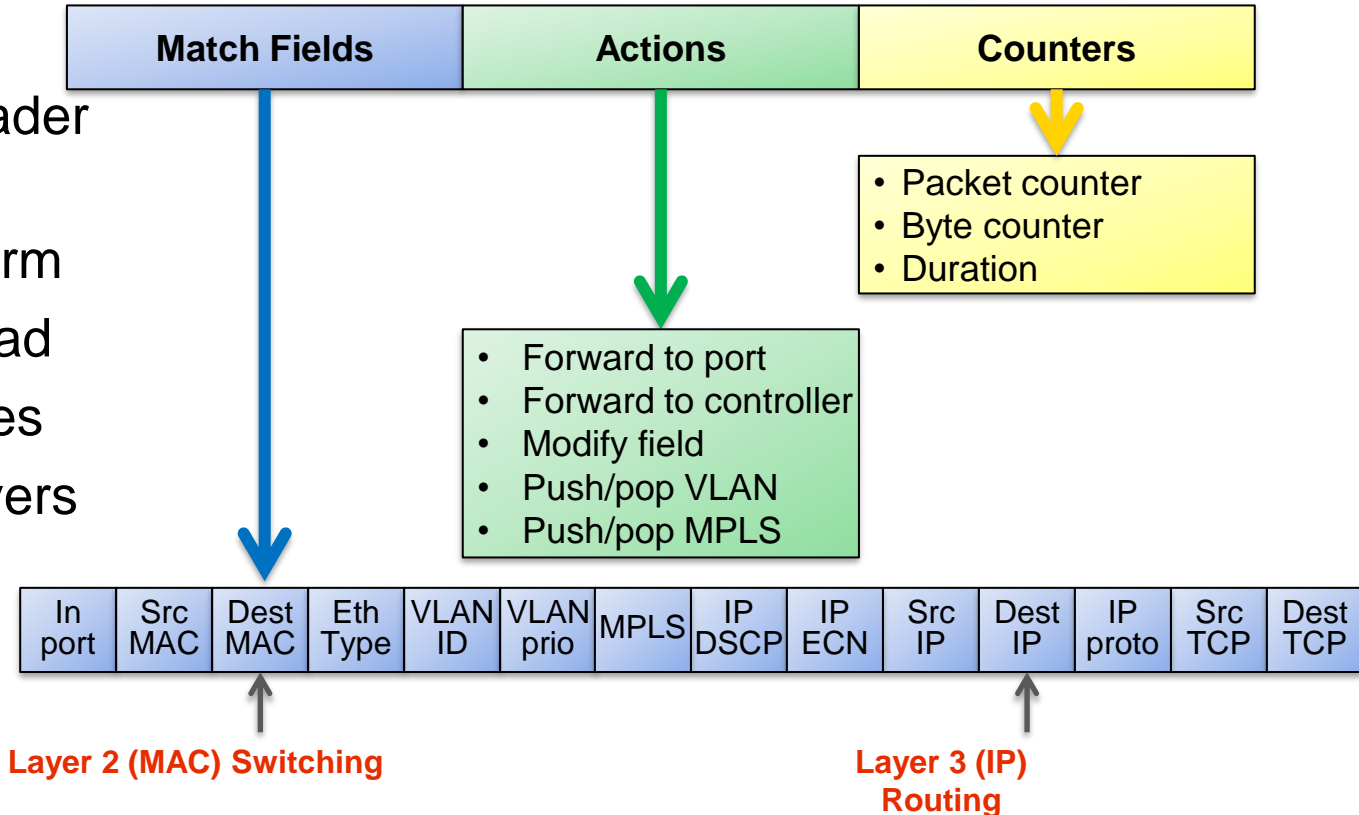 Match Fields
Actions
Counters
ader
rm
ad
es
vers
• Packet counter
• Byte counter
• Duration
• Forward to port
• Forward to controller
• Modify field
• Push/pop VLAN
• Push/pop MPLS
In
port
Src
MAC
Dest
MAC
Eth
Type
VLAN
ID
VLAN
prio
MPLS
IP
DSCP
IP
ECN
Src
IP
Dest
IP
IP
proto
Src
TCP
Dest
TCP
Layer 2 (MAC) Switching
Layer 3 (IP)
Routing